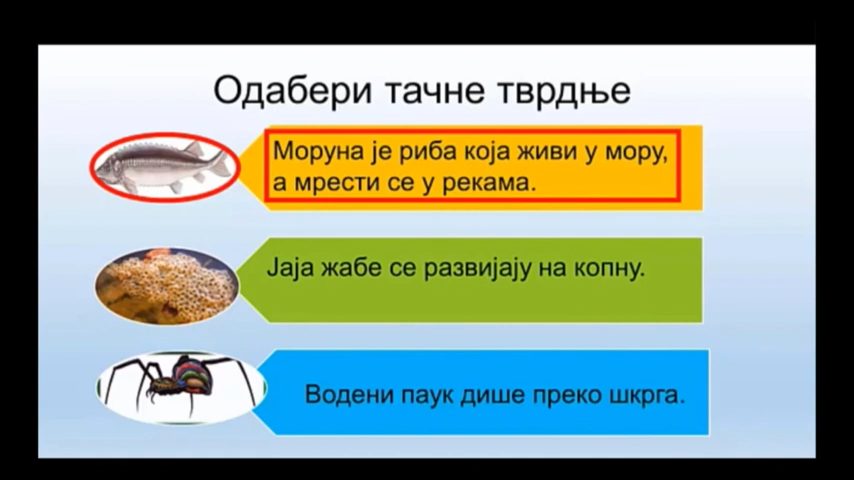 Одабери тачне тврдње
Моруна је риба која живи у мору,
а мрести се у рекама.
Јаја жабе се развијају на копну.
Водени паук дише преко шкрга.